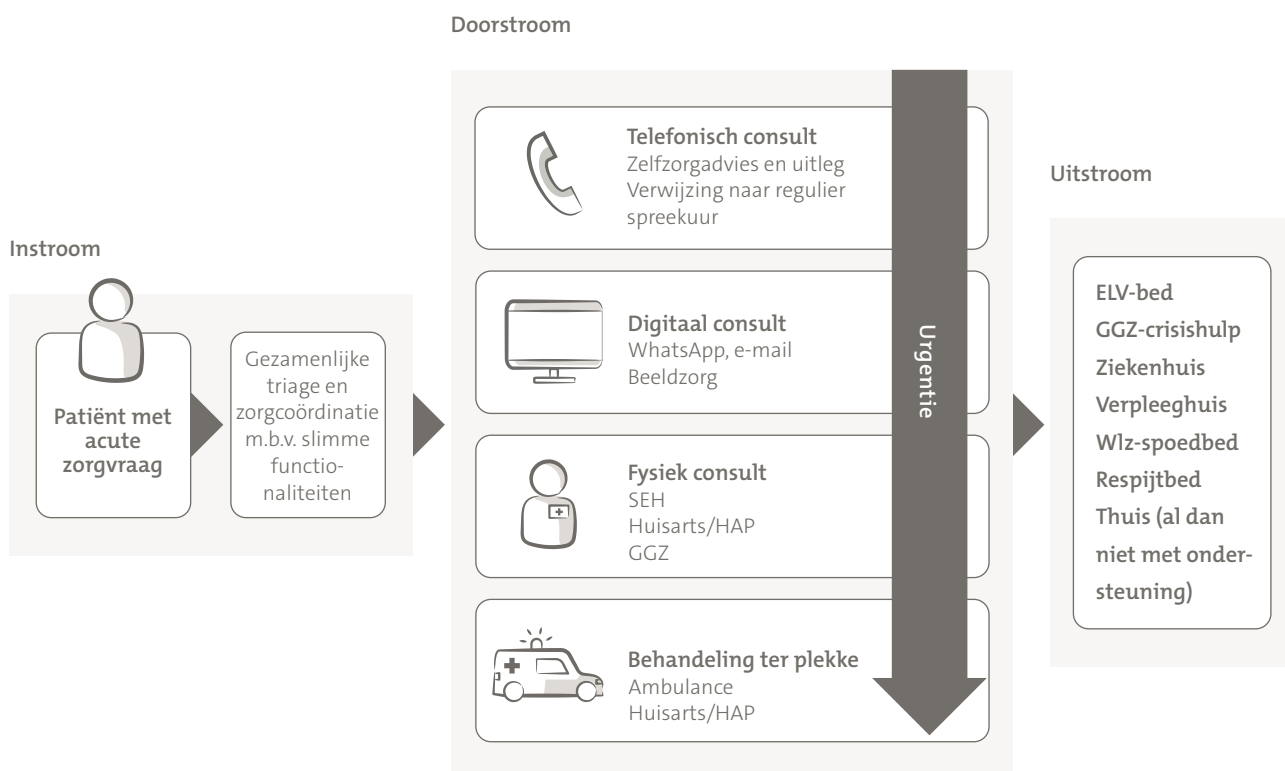 Instroom
Patiënt met
acute
zorgvraag
Gezamenlijke
triage en
zorgcoördinatie
m.b.v. slimme
functio-
naliteiten
Doorstroom
Telefonisch consult
Zelfzorgadvies en uitleg
Verwijzing naar regulier
spreekuur
Digitaal consult
WhatsApp, e-mail
Beeldzorg
Fysiek consult
SEH
Huisarts/HAP
GGZ
Behandeling ter plekke
Ambulance
Huisarts/HAP
Urgentie
Uitstroom
ELV-bed
GGZ-crisishulp
Ziekenhuis
Verpleeghuis
Wlz-spoedbed
Respijtbed
Thuis (al dan
niet met onder-
steuning)